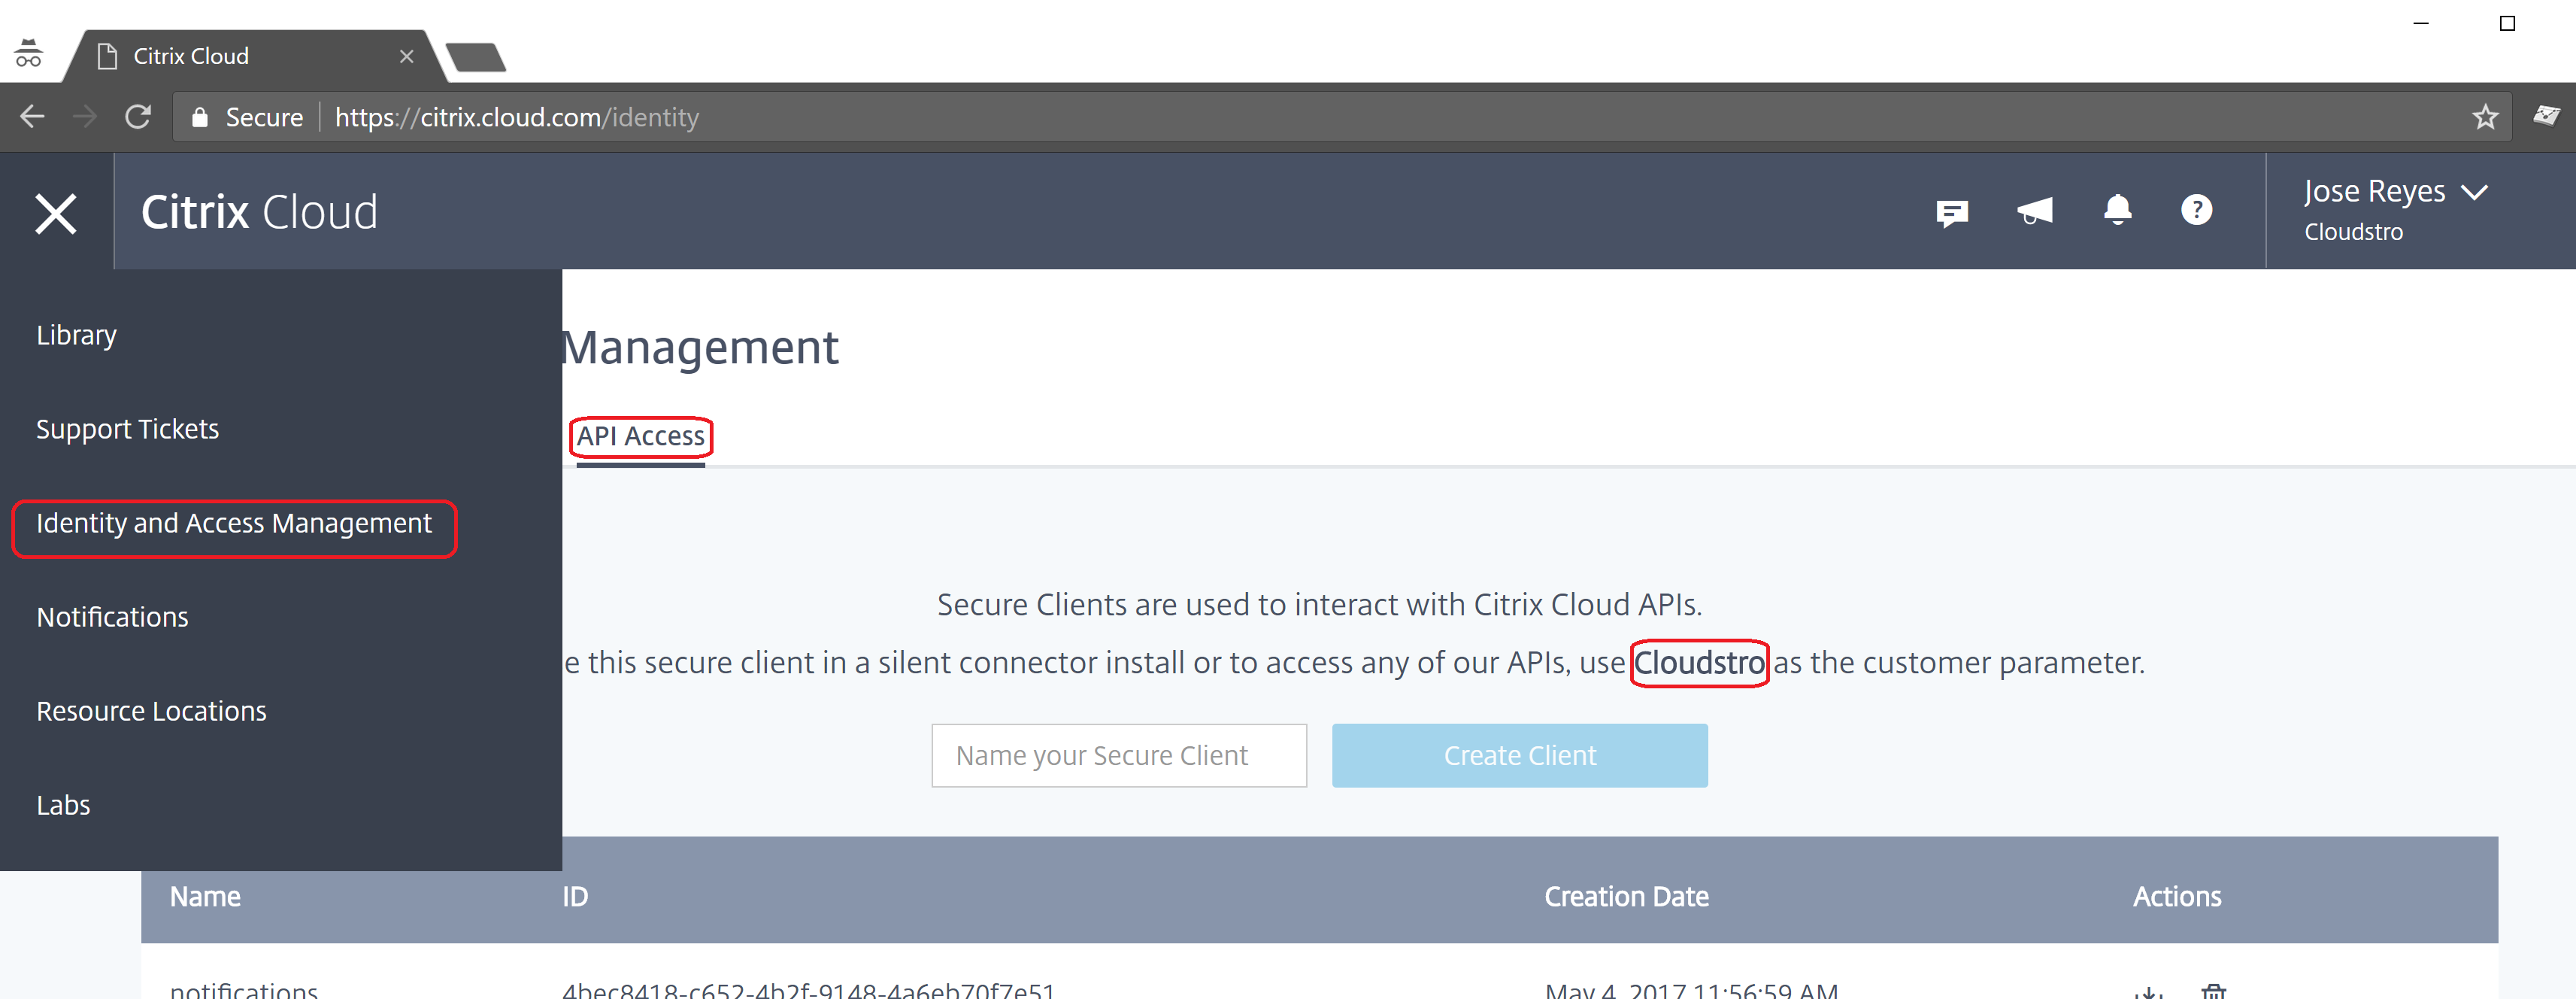 Citrix Cloud
Secure https://citrix.cloud.com/identity
Citrix Cloud
Jose Reyes
Cloudstro
Library
Support Tickets
Identity and Access Management
Notifications
Resource Locations
Labs
Management
API Access
Secure Clients are used to interact with Citrix Cloud APIs.
e this secure client in a silent connector install or to access any of our APIs, use Cloudstro as the customer parameter.
Name your Secure Client Create Client
Name ID Creation Date Actions
notifications 4bec8418-c652-4b2f-9148-4a6eb70f7e51 May 4, 2017 11:56:59 AM